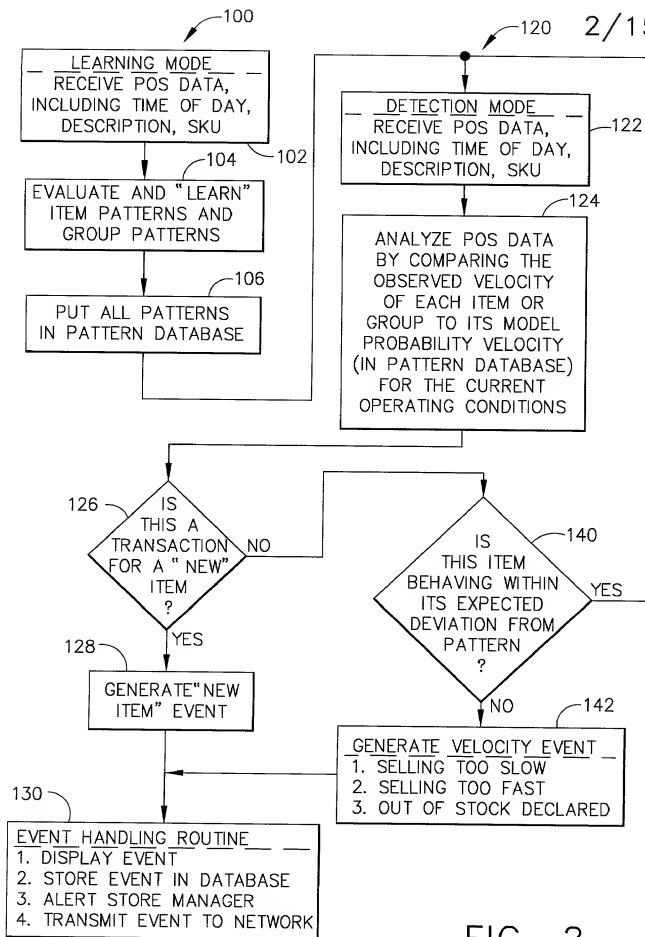 100
LEARNING MODE
RECEIVE POS DATA,
INCLUDING TIME OF DAY,
DESCRIPTION, SKU
102
104
EVALUATE AND "LEARN"
ITEM PATTERNS AND
GROUP PATTERNS
106
PUT ALL PATTERNS
IN PATTERN DATABASE
120
2/15
DETECTION MODE
RECEIVE POS DATA,
INCLUDING TIME OF DAY,
DESCRIPTION, SKU
122
124
ANALYZE POS DATA
BY COMPARING THE
OBSERVED VELOCITY
OF EACH ITEM OR
GROUP TO ITS MODEL
PROBABILITY VELOCITY
(IN PATTERN DATABASE)
FOR THE CURRENT
OPERATING CONDITIONS
126
IS
THIS A
TRANSACTION
FOR A "NEW"
ITEM
?
NO
YES
128
GENERATE "NEW
ITEM" EVENT
140
IS
THIS ITEM
BEHAVING WITHIN
ITS EXPECTED
DEVIATION FROM
PATTERN
?
YES
NO
142
GENERATE VELOCITY EVENT
1. SELLING TOO SLOW
2. SELLING TOO FAST
3. OUT OF STOCK DECLARED
130
EVENT HANDLING ROUTINE
1. DISPLAY EVENT
2. STORE EVENT IN DATABASE
3. ALERT STORE MANAGER
4. TRANSMIT EVENT TO NETWORK
FIG.